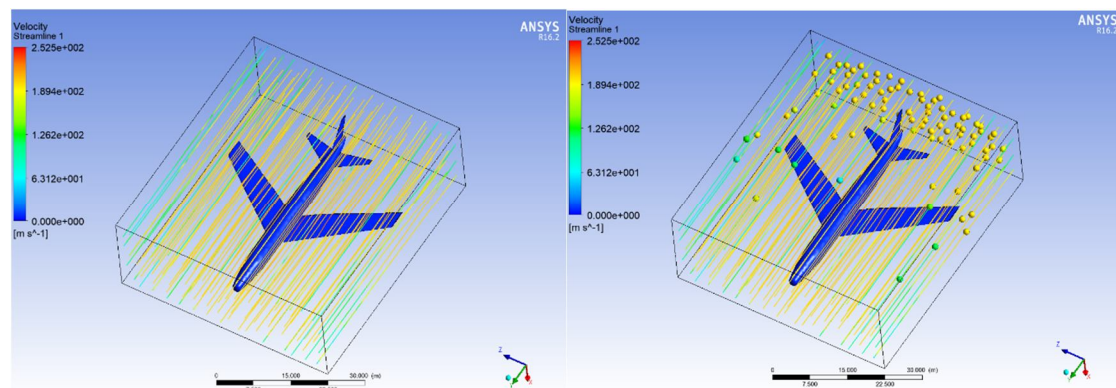 Velocity
Streamline 1
2.525e+002
1.894e+002
1.262e+002
6.312e+001
0.000e+000
[m s^-1]
ANSYS
R16.2
0 15.000 30.000 (m)
Z
Velocity
Streamline 1
2.525e+002
1.894e+002
1.262e+002
6.312e+001
0.000e+000
[m s^-1]
ANSYS
R16.2
0 15.000 30.000 (m)
7.500 22.500
Z